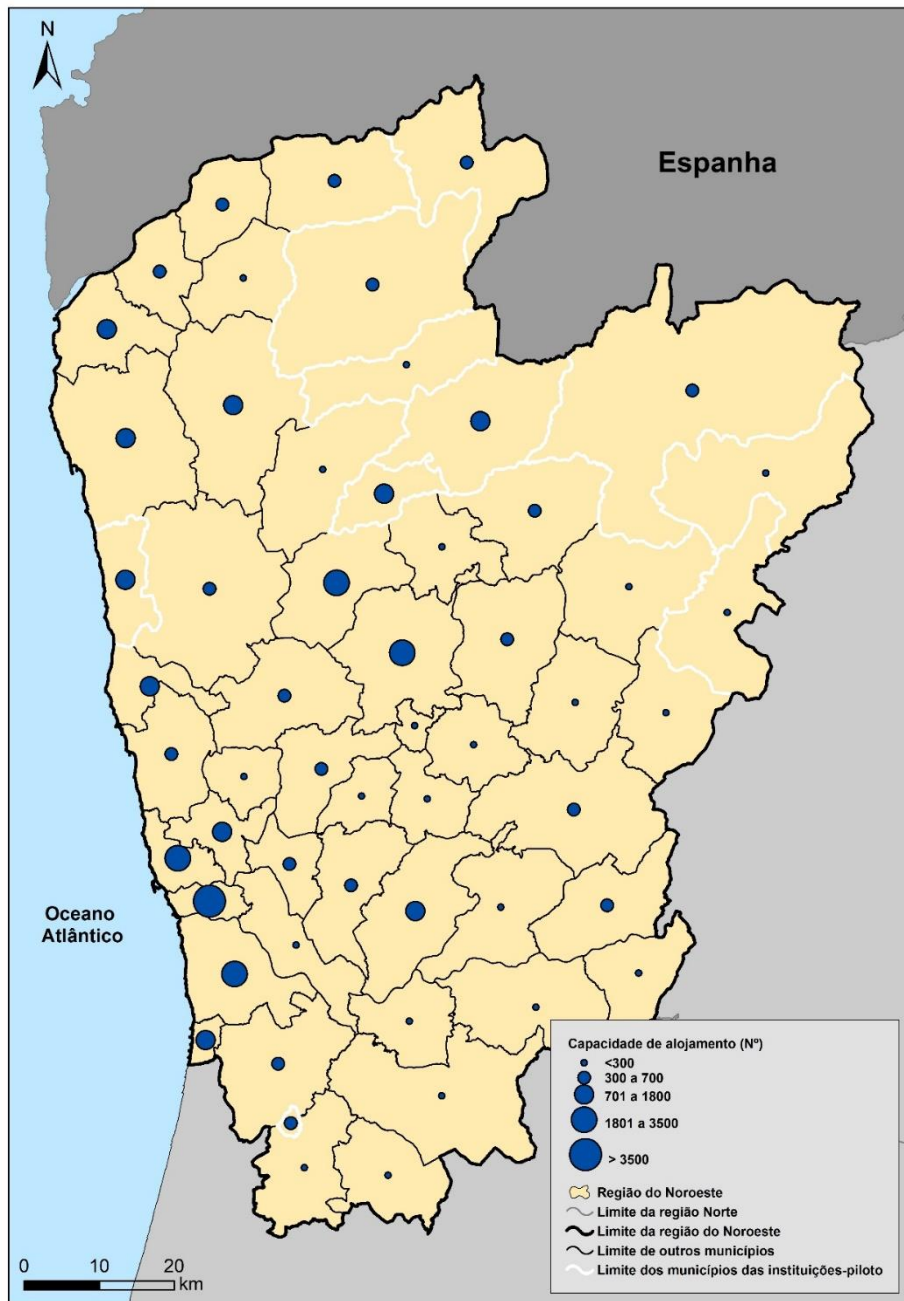 N
Espanha
Oceano
Atlântico
Capacidade de alojamento (Nº)
<300
300 a 700
701 a 1800
1801 a 3500
> 3500
Região do Noroeste
Limite da região Norte
Limite da região do Noroeste
Limite de outros municípios
Limite dos municípios das instituições-piloto
0 10 20
km